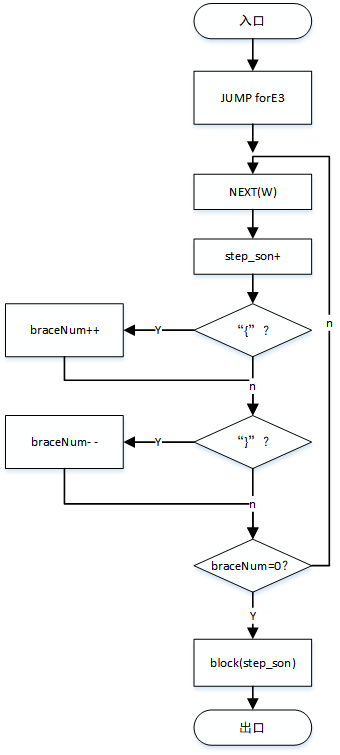 入口
JUMP forE3
NEXT(W)
step_son+
“{”？
Y
braceNum++
n
n
“}”？
Y
braceNum- -
n
braceNum=0?
Y
block(step_son)
出口